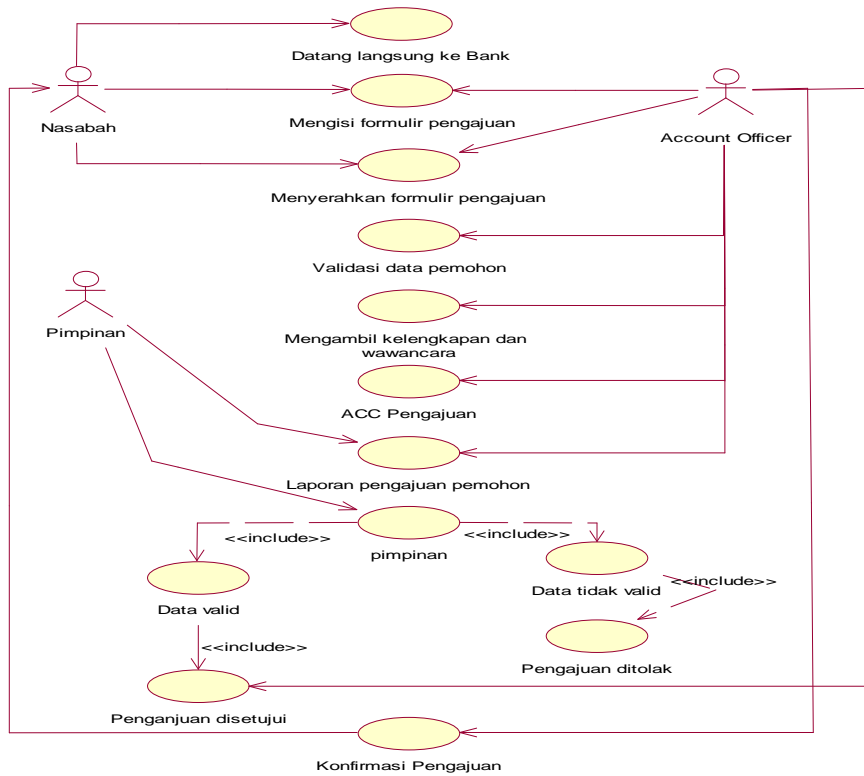 Datang langsung ke Bank
Nasabah
Mengisi formulir pengajuan
Account Officer
Menyerahkan formulir pengajuan
Validasi data pemohon
Pimpinan
Mengambil kelengkapan dan
wawancara
ACC Pengajuan
Laporan pengajuan pemohon
<<include>>
pimpinan
<<include>>
Data valid
Data tidak valid
<<include>>
Pengajuan ditolak
<<include>>
Penganjuan disetujui
Konfirmasi Pengajuan